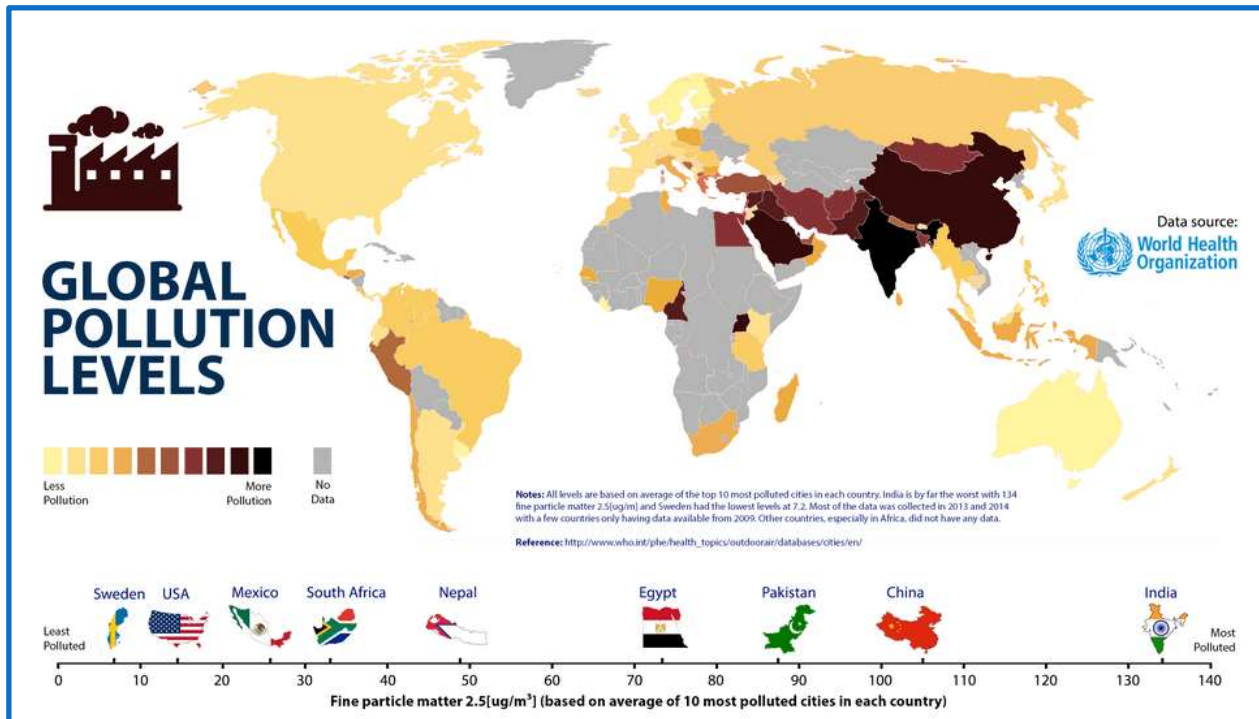 GLOBAL
POLLUTION
LEVELS
Less
Pollution
More
Pollution
No
Data
Data source:
World Health
Organization
Notes: All levels are based on average of the top 10 most polluted cities in each country. India is by far the worst with 134
fine particle matter 2.5[ug/m] and Sweden had the lowest levels at 7.2. Most of the data was collected in 2013 and 2014
with a few countries only having data available from 2009. Other countries, especially in Africa, did not have any data.
Reference: http://www.who.int/phe/health_topics/outdoorair/databases/cities/en/
Sweden USA Mexico South Africa Nepal Egypt Pakistan China India
Least
Polluted
Most
Polluted
0 10 20 30 40 50 60 70 80 90 100 110 120 130 140
Fine particle matter 2.5[ug/m³] (based on average of 10 most polluted cities in each country)